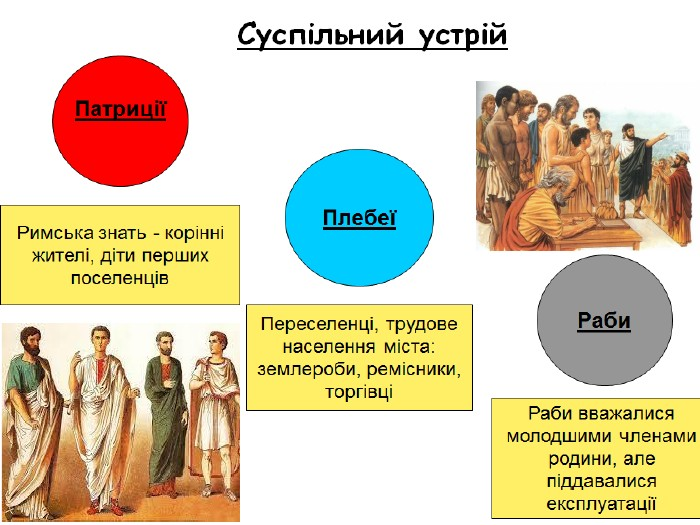 Суспільний устрій
Патриції
Римська знать - корінні
жителі, діти перших
поселенців
Плебеї
Переселенці, трудове
населення міста:
землероби, ремісники,
торгівці
Раби
Раби вважалися
молодшими членами
родини, але
піддавалися
експлуатації